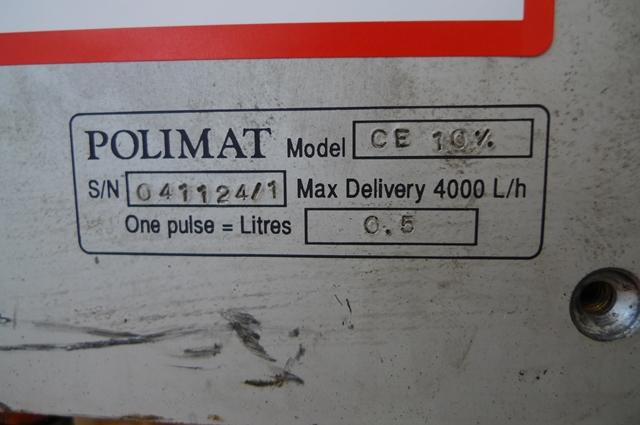 POLIMAT Model CE 10%
S/N 041124/1 Max Delivery 4000 L/h
One pulse = Litres 0.5